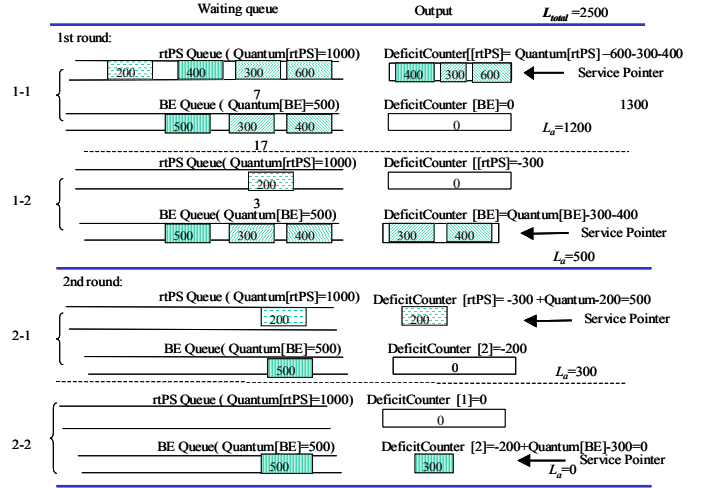 Waiting queue Output L_total =2500
1st round:
rtPS Queue ( Quantum[rtPS]=1000) DeficitCounter[[rtPS]= Quantum[rtPS] –600-300-400
200 400 300 600 400 300 600 Service Pointer
1-1
7
BE Queue( Quantum[BE]=500) DeficitCounter [BE]=0 1300
500 300 400 0 L_a=1200
17
rtPS Queue( Quantum[rtPS]=1000) DeficitCounter [[rtPS]=-300
200 0
1-2
3
BE Queue( Quantum[BE]=500) DeficitCounter [BE]=Quantum[BE]-300-400
500 300 400 300 400 Service Pointer
L_a=500
2nd round:
rtPS Queue ( Quantum[rtPS]=1000) DeficitCounter [rtPS]= -300 +Quantum-200=500
200 200 Service Pointer
2-1
BE Queue( Quantum[BE]=500) DeficitCounter [2]=-200
500 0 L_a=300
rtPS Queue ( Quantum[rtPS]=1000) DeficitCounter [1]=0
0
2-2
BE Queue( Quantum[BE]=500) DeficitCounter [2]=-200+Quantum[BE]-300=0
500 300 Service Pointer
L_a=0